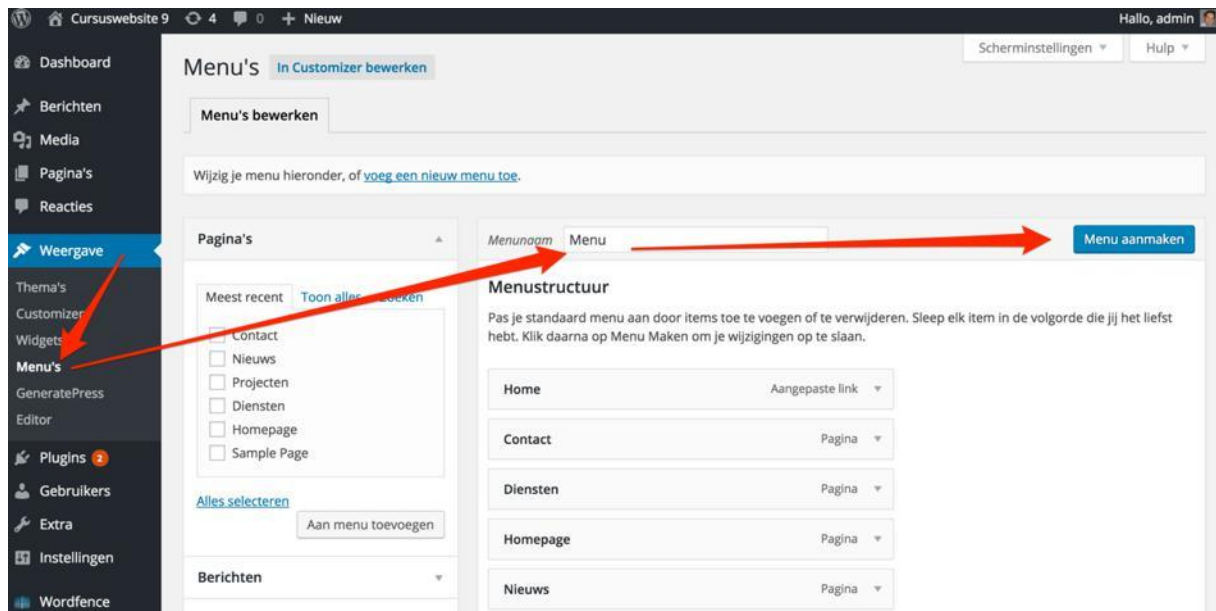 Cursuswebsite 9 4 0 + Nieuw Hallo, admin
Scherminstellingen Hulp
Dashboard
Berichten
Media
Pagina's
Reacties
Weergave
Thema's
Customizer
Widgets
Menu's
GeneratePress
Editor
Plugins 2
Gebruikers
Extra
Instellingen
Wordfence
Menu's In Customizer bewerken
Menu's bewerken
Wijzig je menu hieronder, of voeg een nieuw menu toe.
Pagina's
Meest recent Toon alles
Contact
Nieuws
Projecten
Diensten
Homepage
Sample Page
Alles selecteren
Aan menu toevoegen
Berichten
Menunaam Menu Menu aanmaken
Menustructuur
Pas je standaard menu aan door items toe te voegen of te verwijderen. Sleep elk item in de volgorde die jij het liefst
hebt. Klik daarna op Menu Maken om je wijzigingen op te slaan.
Home Aangepaste link
Contact Pagina
Diensten Pagina
Homepage Pagina
Nieuws Pagina